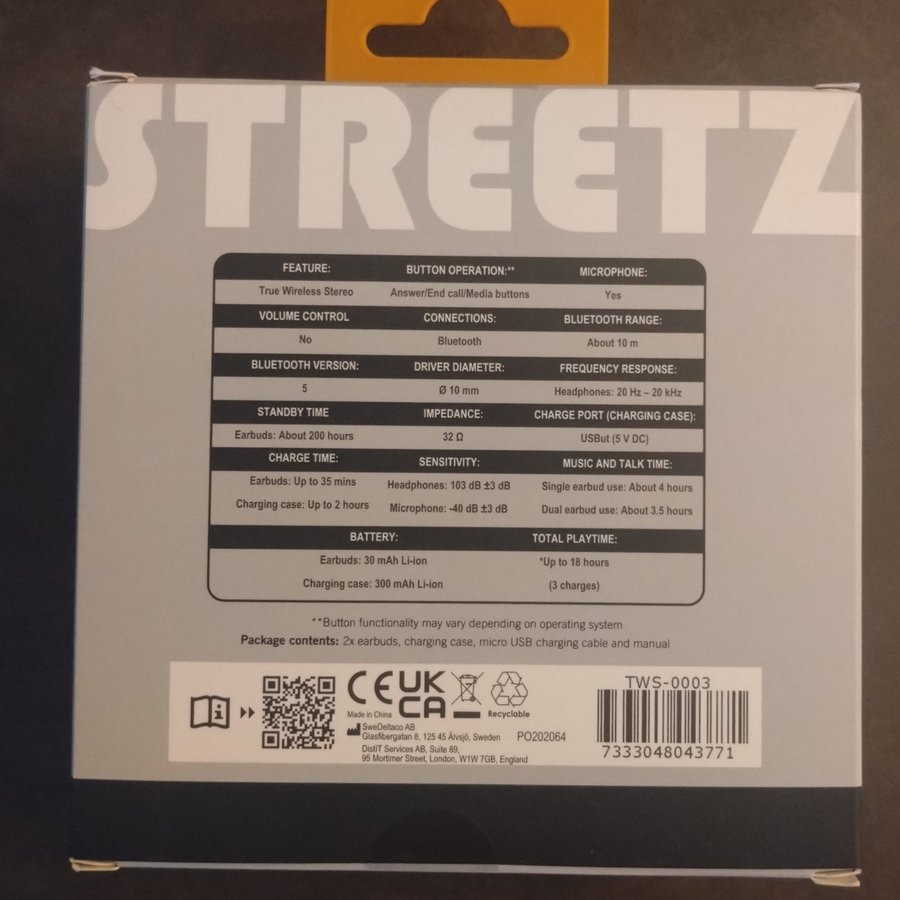 STREETZ
FEATURE: BUTTON OPERATION:** MICROPHONE:
True Wireless Stereo Answer/End call/Media buttons Yes
VOLUME CONTROL CONNECTIONS: BLUETOOTH RANGE:
No Bluetooth About 10 m
BLUETOOTH VERSION: DRIVER DIAMETER: FREQUENCY RESPONSE:
5 Ø 10 mm Headphones: 20 Hz – 20 kHz
STANDBY TIME IMPEDANCE: CHARGE PORT (CHARGING CASE):
Earbuds: About 200 hours 32 Ω USBut (5 V DC)
CHARGE TIME: SENSITIVITY: MUSIC AND TALK TIME:
Earbuds: Up to 35 mins Headphones: 103 dB ±3 dB Single earbud use: About 4 hours
Charging case: Up to 2 hours Microphone: -40 dB ±3 dB Dual earbud use: About 3.5 hours
BATTERY: TOTAL PLAYTIME:
Earbuds: 30 mAh Li-ion *Up to 18 hours
Charging case: 300 mAh Li-ion (3 charges)
**Button functionality may vary depending on operating system
Package contents: 2x earbuds, charging case, micro USB charging cable and manual
CE UK CA
Made in China
Recyclable
SweDeltaco AB
Glasfibergatan 8, 125 45 Älvsjö, Sweden
DistIT Services AB, Suite 89,
95 Mortimer Street, London, W1W 7GB, England
PO202064
TWS-0003
7333048043771